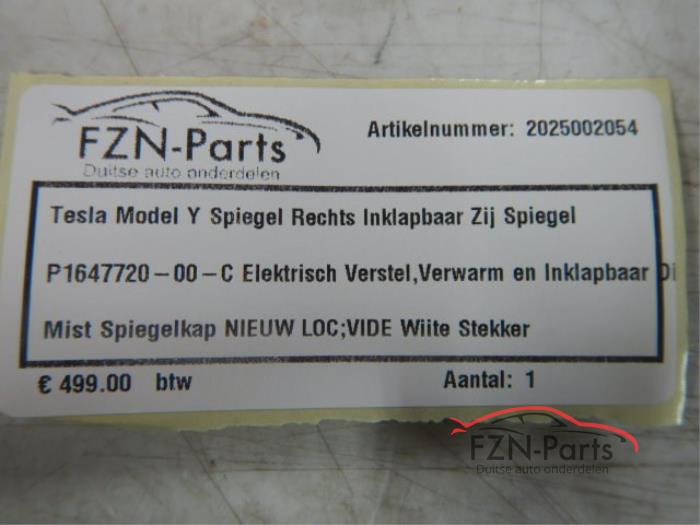 FZN-Parts
Duitse auto onderdelen
Artikelnummer: 2025002054
Tesla Model Y Spiegel Rechts Inklapbaar Zij Spiegel
P1647720-00-C Elektrisch Verstel,Verwarm en Inklapbaar Di
Mist Spiegelkap NIEUW LOC;VIDE Wiite Stekker
€ 499.00 btw
Aantal: 1
FZN-Parts
Duitse auto onderdelen